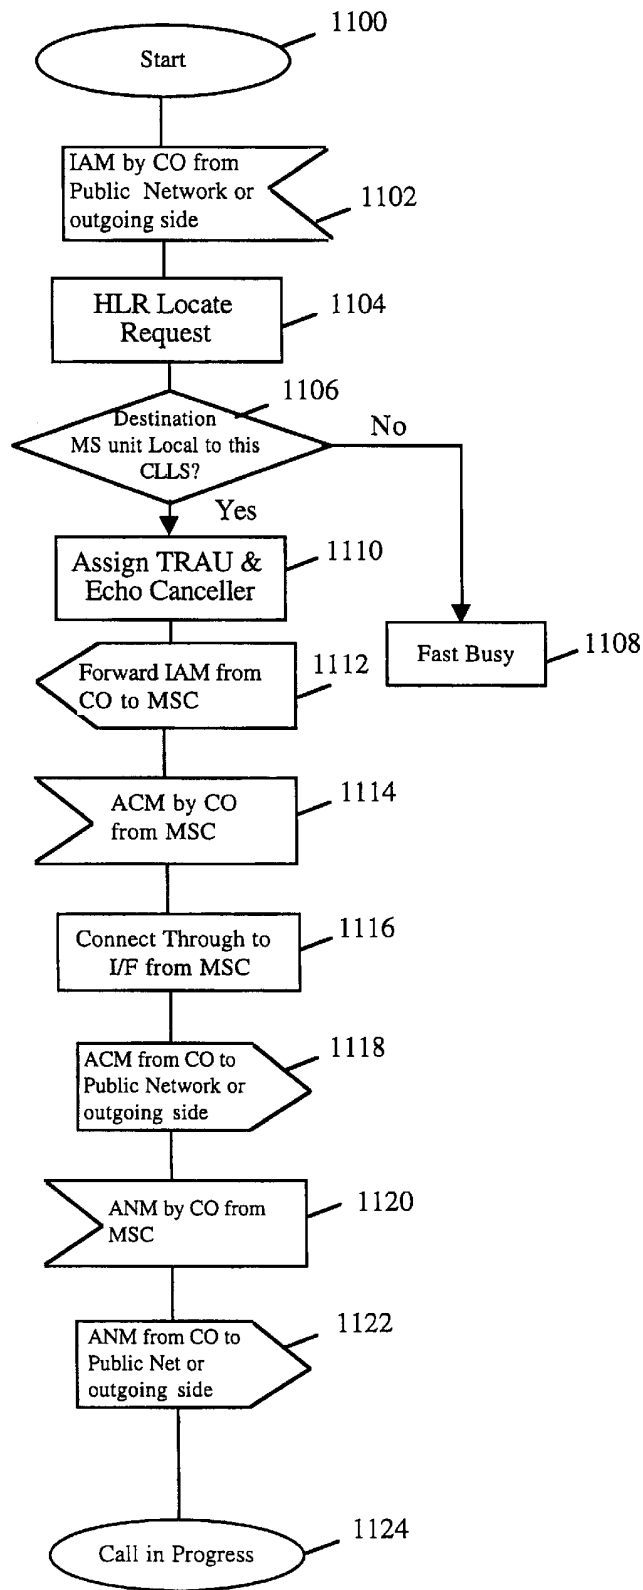 1100
Start
IAM by CO from
Public Network or
outgoing side
1102
HLR Locate
Request
1104
1106
Destination
MS unit Local to this
CLLS?
No
Yes
Assign TRAU &
Echo Canceller
1110
Fast Busy
1108
Forward IAM from
CO to MSC
1112
ACM by CO
from MSC
1114
Connect Through to
I/F from MSC
1116
ACM from CO to
Public Network or
outgoing side
1118
ANM by CO from
MSC
1120
ANM from CO to
Public Net or
outgoing side
1122
Call in Progress
1124